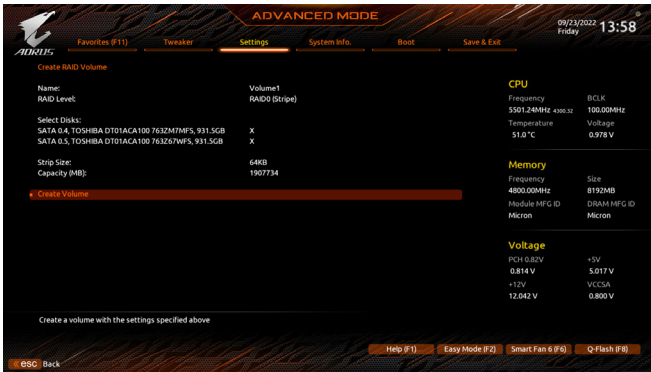 ADVANCED MODE
09/23/2022 Friday 13:58
AORUS
Favorites (F11) Tweaker Settings System Info. Boot Save & Exit
Create RAID Volume
Name: Volume1
RAID Level: RAID0 (Stripe)
Select Disks:
SATA 0.4, TOSHIBA DT01ACA100 763ZM7MFS, 931.5GB X
SATA 0.5, TOSHIBA DT01ACA100 763Z67WFS, 931.5GB X
Strip Size: 64KB
Capacity (MB): 1907734
Create Volume
CPU
Frequency BCLK
5501.24MHz 4300.32 100.00MHz
Temperature Voltage
51.0 °C 0.978 V
Memory
Frequency Size
4800.00MHz 8192MB
Module MFG ID DRAM MFG ID
Micron Micron
Voltage
PCH 0.82V +5V
0.814 V 5.017 V
+12V VCCSA
12.042 V 0.800 V
Create a volume with the settings specified above
Help (F1) Easy Mode (F2) Smart Fan 6 (F6) Q-Flash (F8)
esc Back